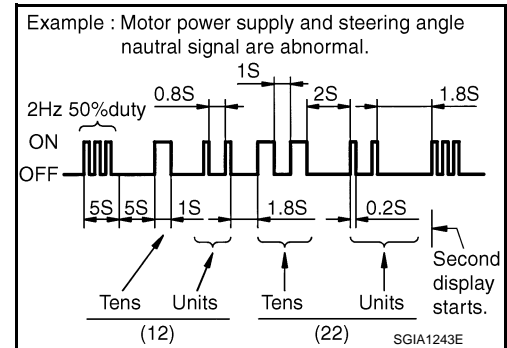 Example : Motor power supply and steering angle
nautral signal are abnormal.
1S
0.8S
2S
1.8S
2Hz 50%duty
ON
OFF
5S 5S 1S 1.8S 0.2S
Second
display
starts.
Tens Units Tens Units
(12) (22)
SGIA1243E